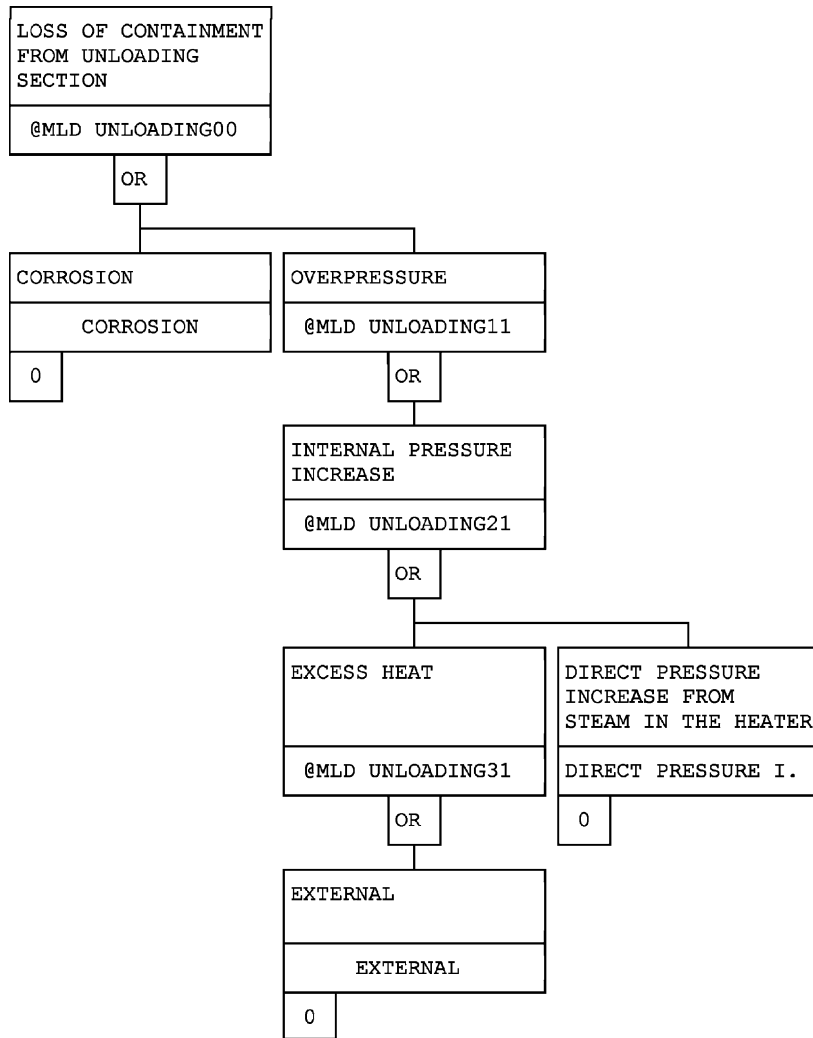 LOSS OF CONTAINMENT
FROM UNLOADING
SECTION
@MLD UNLOADING00
OR
CORROSION
CORROSION
0
OVERPRESSURE
@MLD UNLOADING11
OR
INTERNAL PRESSURE
INCREASE
@MLD UNLOADING21
OR
EXCESS HEAT
@MLD UNLOADING31
OR
DIRECT PRESSURE
INCREASE FROM
STEAM IN THE HEATER
DIRECT PRESSURE I.
0
EXTERNAL
EXTERNAL
0